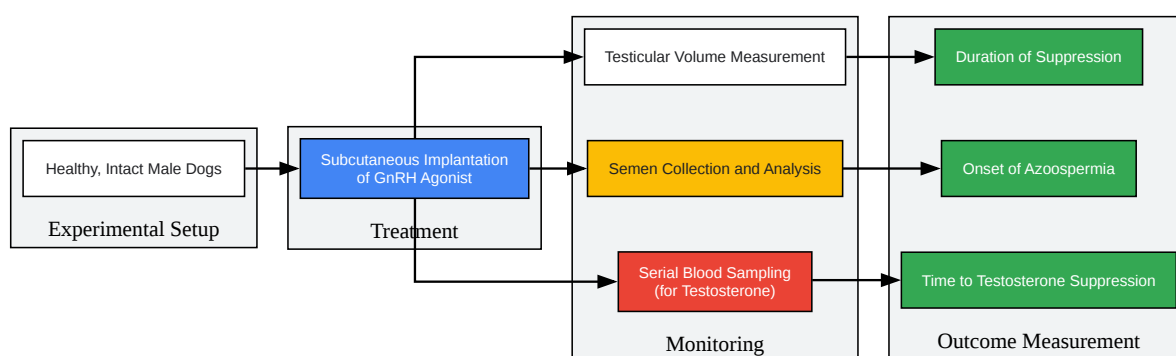 Testicular Volume Measurement
Duration of Suppression
Healthy, Intact Male Dogs
Subcutaneous Implantation
of GnRH Agonist
Semen Collection and Analysis
Onset of Azoospermia
Experimental Setup
Treatment
Serial Blood Sampling
(for Testosterone)
Time to Testosterone Suppression
Monitoring
Outcome Measurement